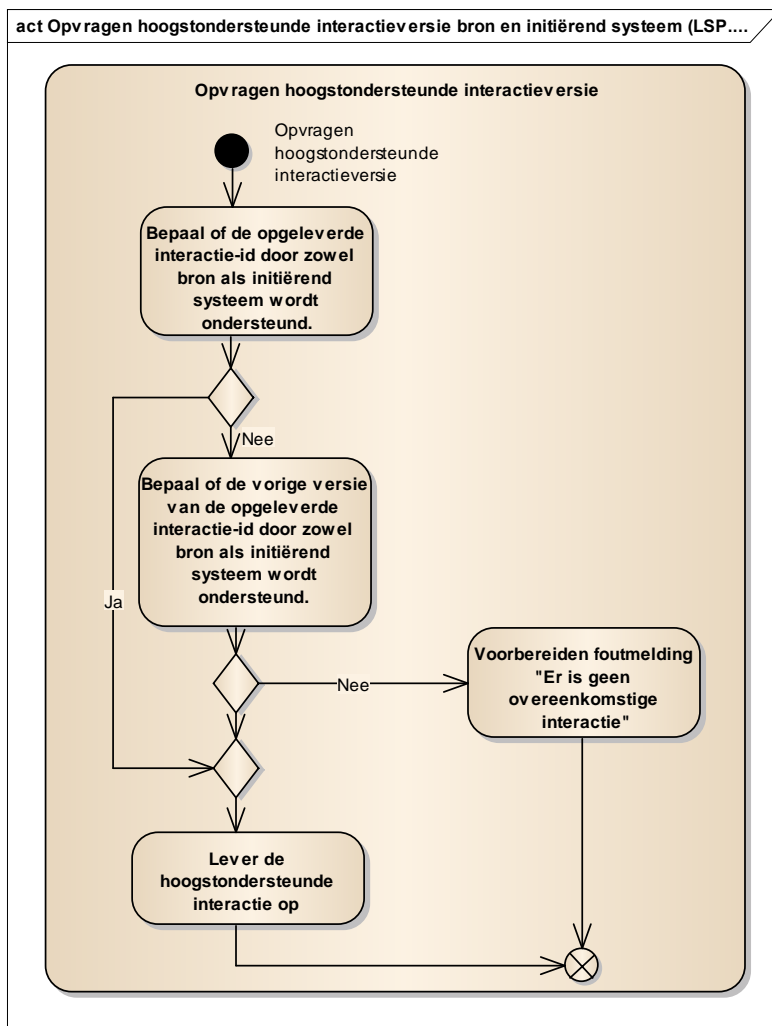 act Opvragen hoogstondersteunde interactieversie bron en initiërend systeem (LSP....
Opvragen hoogstondersteunde interactieversie
Opvragen
hoogstondersteunde
interactieversie
Bepaal of de opgeleverde
interactie-id door zowel
bron als initiërend
systeem wordt
ondersteund.
Nee
Bepaal of de vorige versie
van de opgeleverde
interactie-id door zowel
bron als initiërend
systeem wordt
ondersteund.
Ja
Nee
Voorbereiden foutmelding
"Er is geen
overeenkomstige
interactie"
Lever de
hoogstondersteunde
interactie op